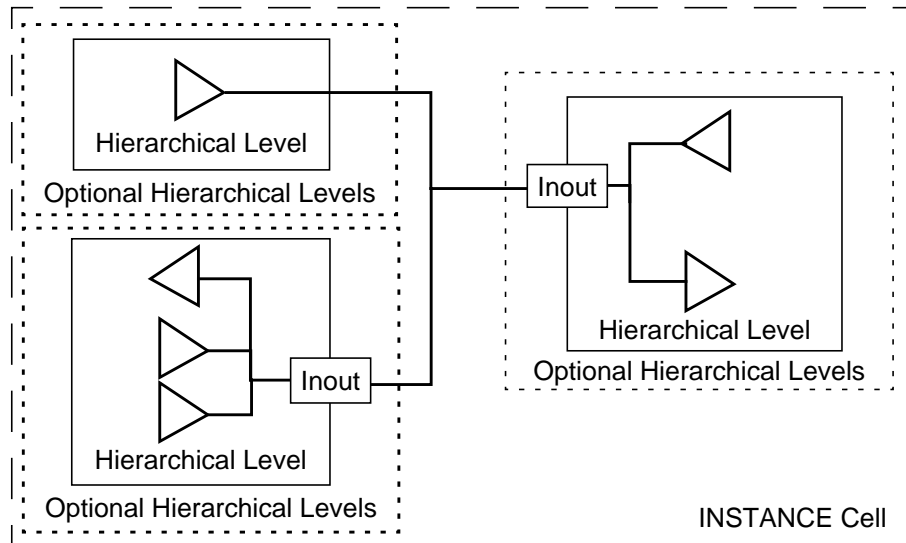 Hierarchical Level
Optional Hierarchical Levels
Inout
Hierarchical Level
Optional Hierarchical Levels
Inout
Hierarchical Level
Optional Hierarchical Levels
INSTANCE Cell